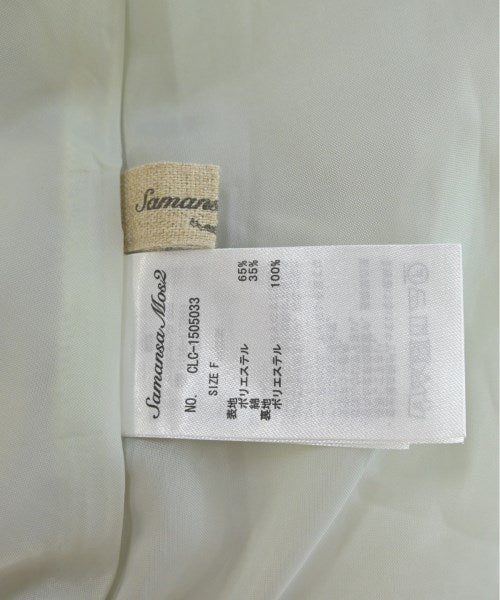 Samansa
Samansa Mos2
NO. CLC-1505033
SIZE F
表地
ポリエステル 65%
綿 35%
裏地
ポリエステル 100%